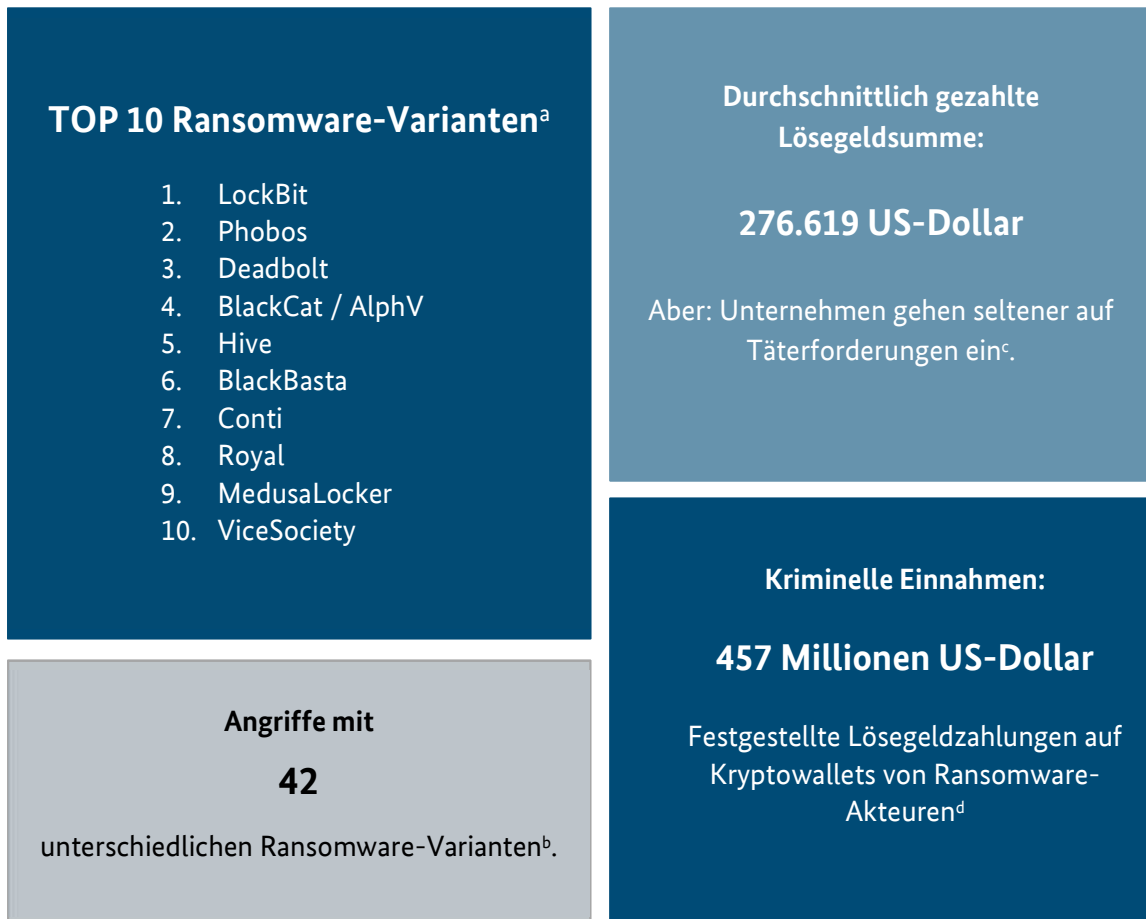 TOP 10 Ransomware-Variantenᵃ
1. LockBit
2. Phobos
3. Deadbolt
4. BlackCat / AlphV
5. Hive
6. BlackBasta
7. Conti
8. Royal
9. MedusaLocker
10. ViceSociety
Angriffe mit
42
unterschiedlichen Ransomware-Variantenᵇ.
Durchschnittlich gezahlte
Lösegeldsumme:
276.619 US-Dollar
Aber: Unternehmen gehen seltener auf
Täterforderungen einᶜ.
Kriminelle Einnahmen:
457 Millionen US-Dollar
Festgestellte Lösegeldzahlungen auf
Kryptowallets von Ransomware-
Akteurenᵈ